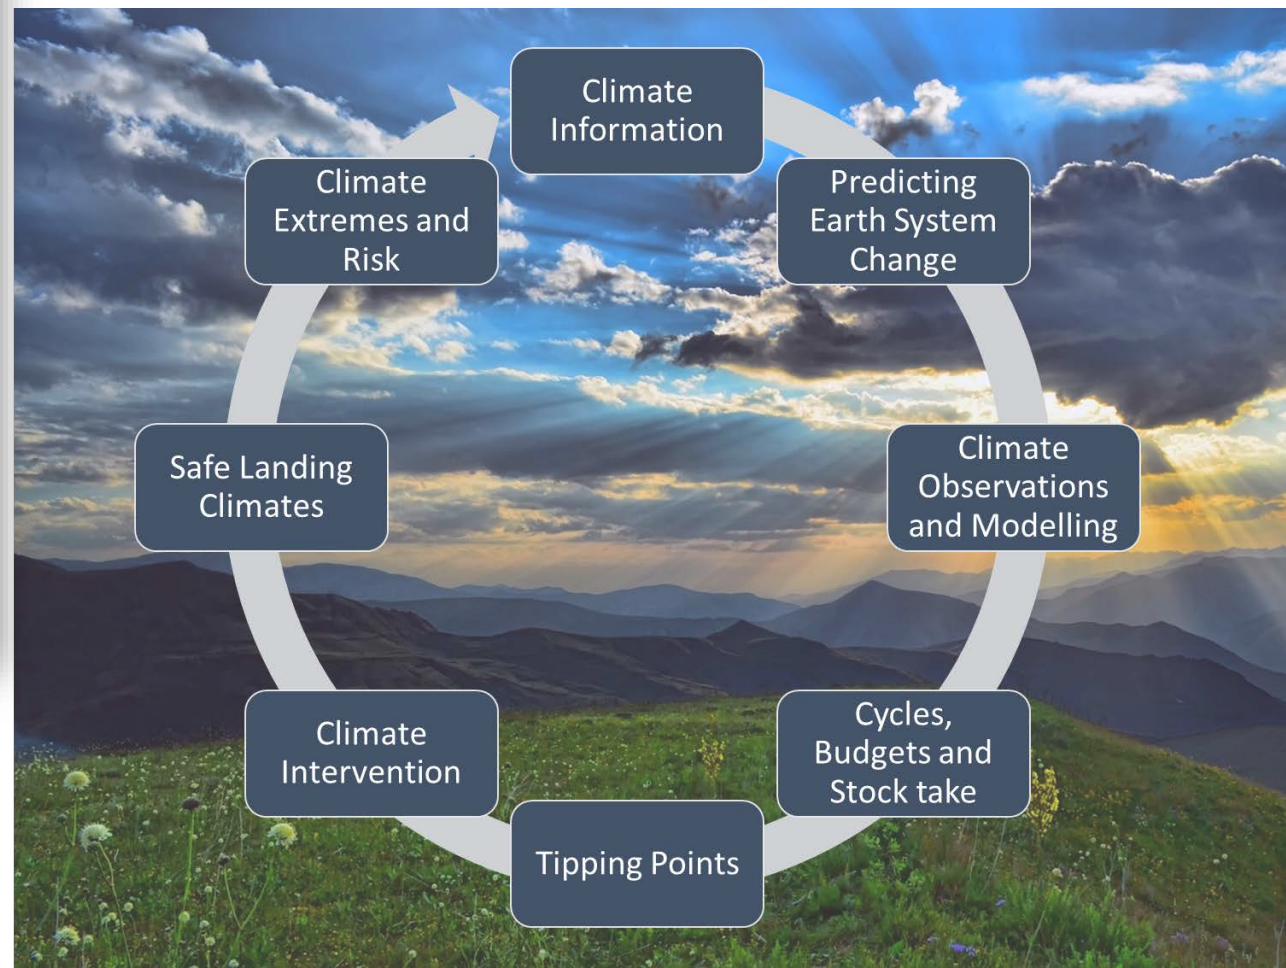 Climate
Information
Predicting
Earth System
Change
Climate
Observations
and Modelling
Cycles,
Budgets and
Stock take
Tipping Points
Climate
Intervention
Safe Landing
Climates
Climate
Extremes and
Risk